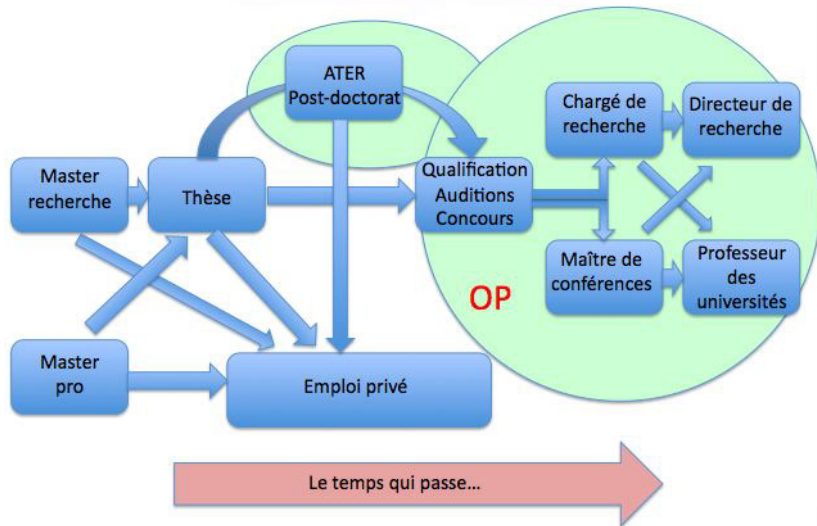 ATER
Post-doctorat
Chargé de
recherche
Directeur de
recherche
Master
recherche
Thèse
Qualification
Auditions
Concours
Maître de
conférences
Professeur
des
universités
OP
Master
pro
Emploi privé
Le temps qui passe...